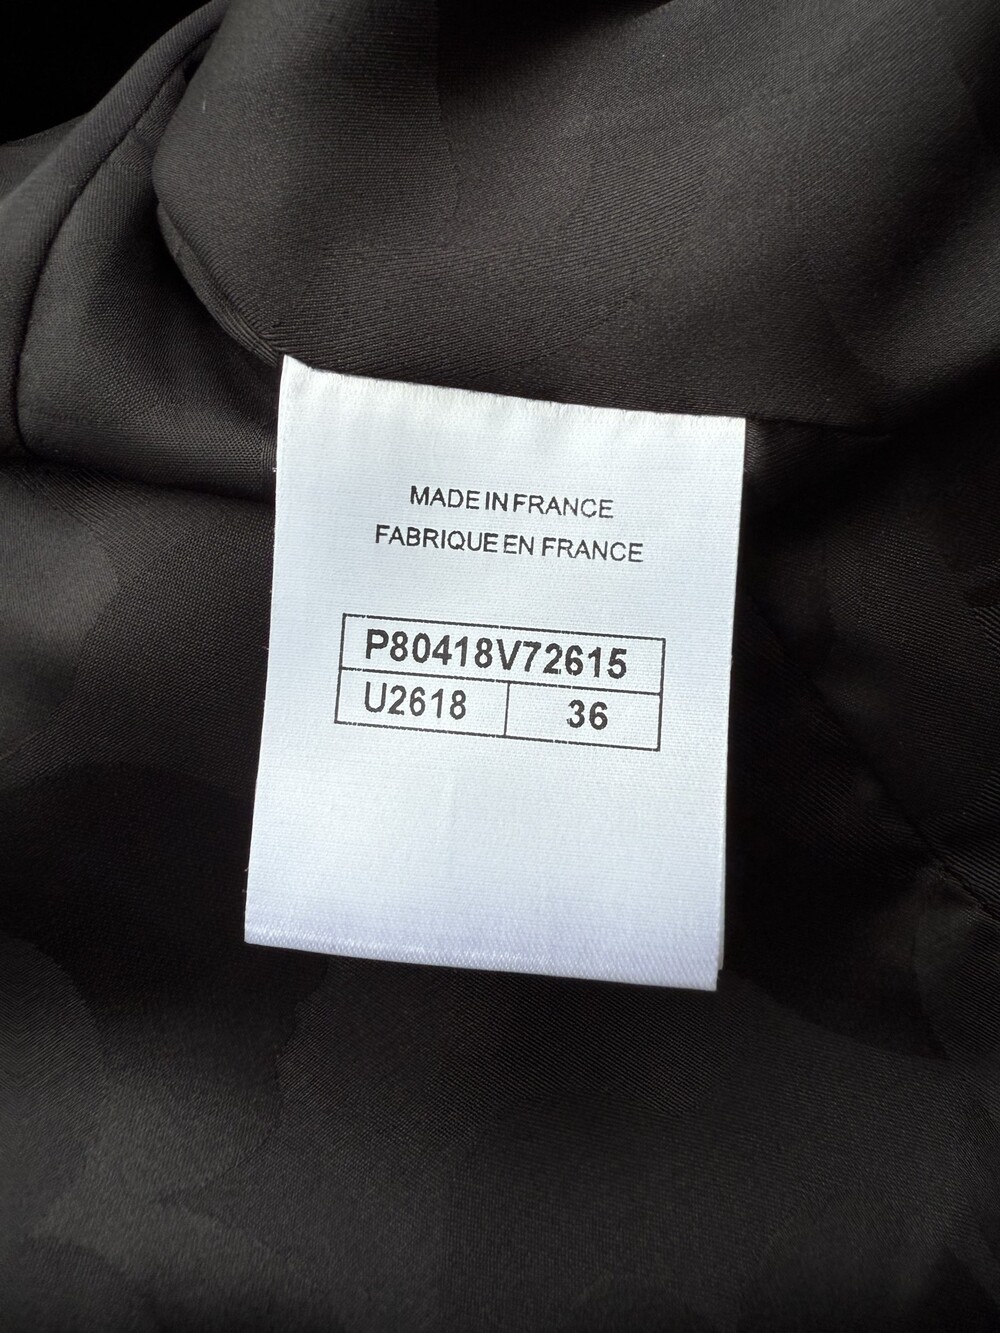 MADE IN FRANCE
FABRIQUE EN FRANCE
P80418V72615
U2618 36